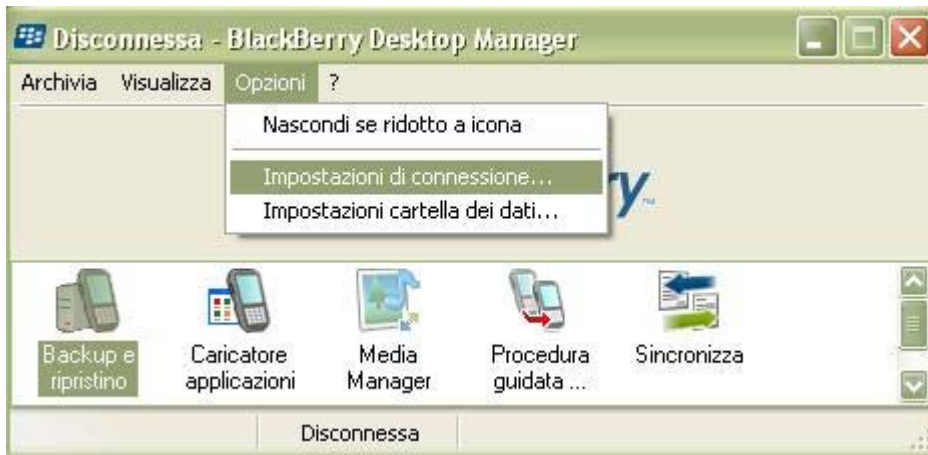 Disconnessa - BlackBerry Desktop Manager
Archivia Visualizza Opzioni ?
Nascondi se ridotto a icona
Impostazioni di connessione...
Impostazioni cartella dei dati...
Backup e ripristino
Caricatore applicazioni
Media Manager
Procedura guidata ...
Sincronizza
Disconnessa